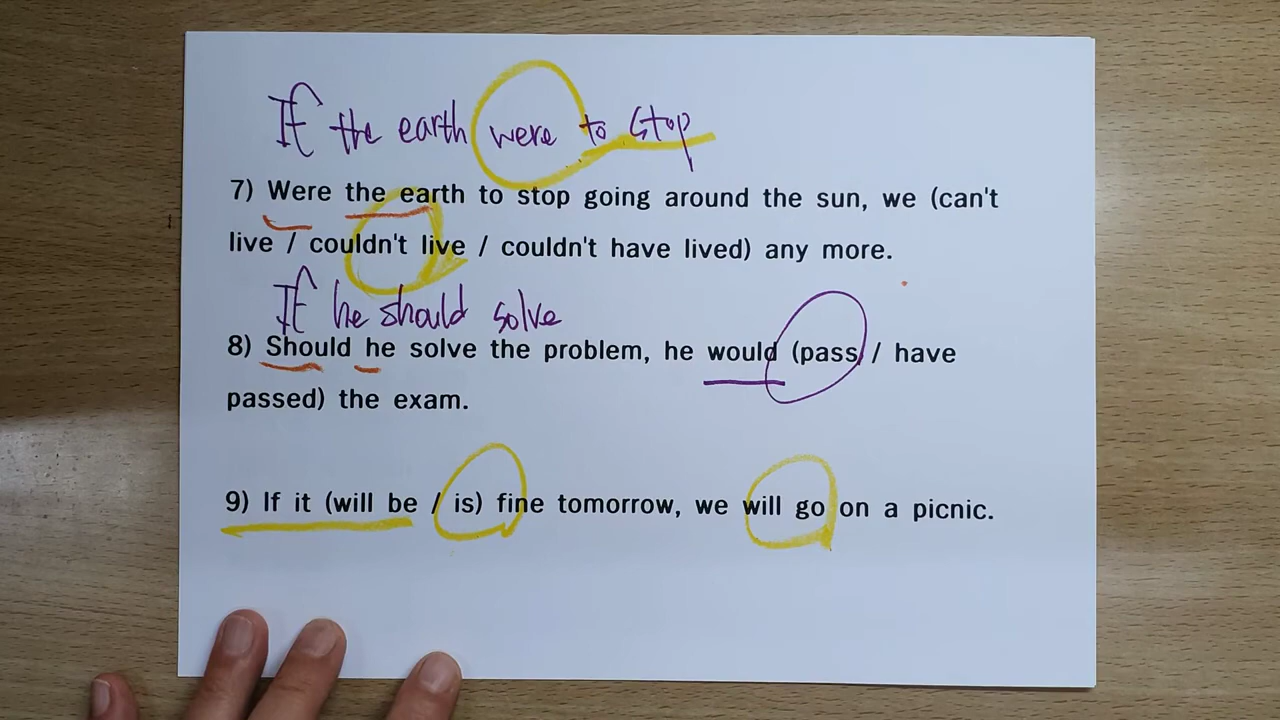 If the earth were to stop
7) Were the earth to stop going around the sun, we (can't
live / couldn't live / couldn't have lived) any more.
If he should solve
8) Should he solve the problem, he would (pass / have
passed) the exam.
9) If it (will be / is) fine tomorrow, we will go on a picnic.